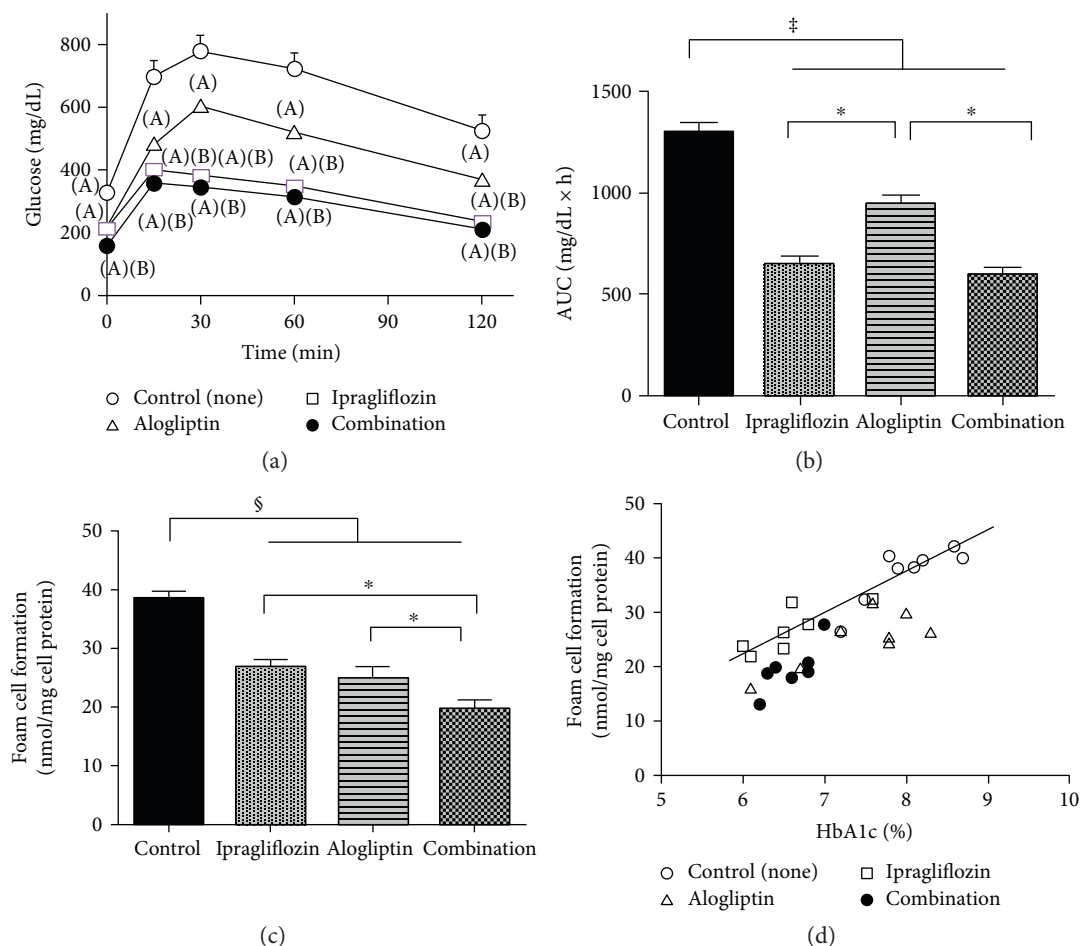 800
600
400
200
0
Glucose (mg/dL)
(A)
(A)
(A)
(A)
(A)
(A)
(A)(B)(A)(B)
(A)(B)
(A)(B)
(A)(B)
(A)(B)
(A)(B)
(A)(B)
(A)(B)
0 30 60 90 120
Time (min)
Control (none)
Ipragliflozin
Alogliptin
Combination
(a)
‡
* *
1500
1000
500
0
AUC (mg/dL × h)
Control Ipragliflozin Alogliptin Combination
(b)
§
*
*
50
40
30
20
10
0
Foam cell formation
(nmol/mg cell protein)
Control Ipragliflozin Alogliptin Combination
(c)
50
40
30
20
10
0
Foam cell formation
(nmol/mg cell protein)
5 6 7 8 9 10
HbA1c (%)
Control (none)
Ipragliflozin
Alogliptin
Combination
(d)